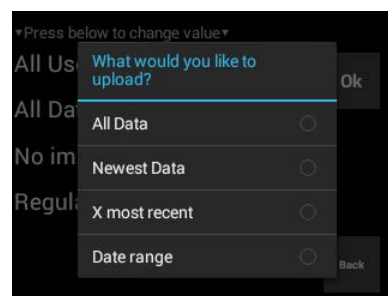 ▾Press below to change value▾
All Us
What would you like to
upload?
Ok
All Da
All Data
Newest Data
No im
X most recent
Regul
Date range
Back